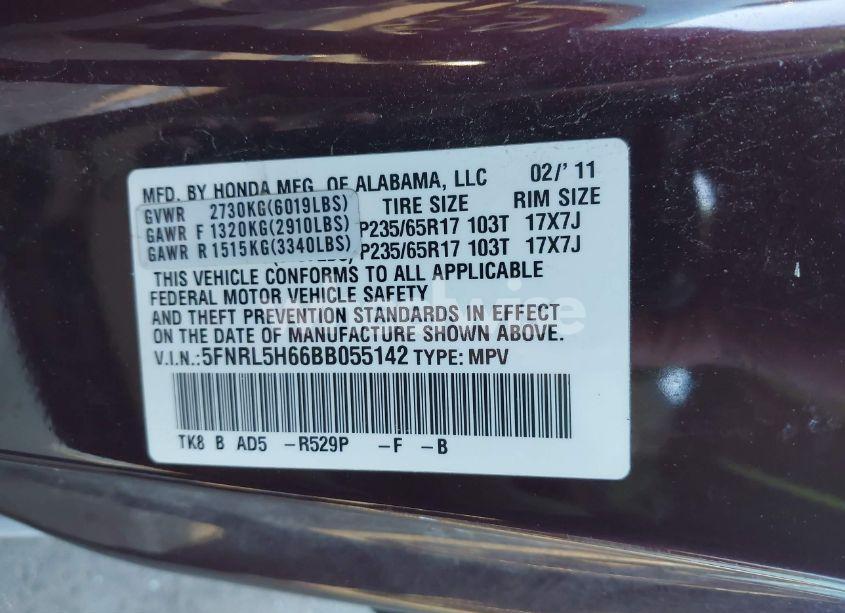 MFD. BY HONDA MFG. OF ALABAMA, LLC 02/' 11
TIRE SIZE RIM SIZE
GVWR 2730KG(6019LBS)
GAWR F 1320KG(2910LBS) P235/65R17 103T 17X7J
GAWR R 1515KG(3340LBS) P235/65R17 103T 17X7J
THIS VEHICLE CONFORMS TO ALL APPLICABLE
FEDERAL MOTOR VEHICLE SAFETY
AND THEFT PREVENTION STANDARDS IN EFFECT
ON THE DATE OF MANUFACTURE SHOWN ABOVE.
V.I.N.: 5FNRL5H66BB055142 TYPE: MPV
TK8 B AD5 -R529P -F -B